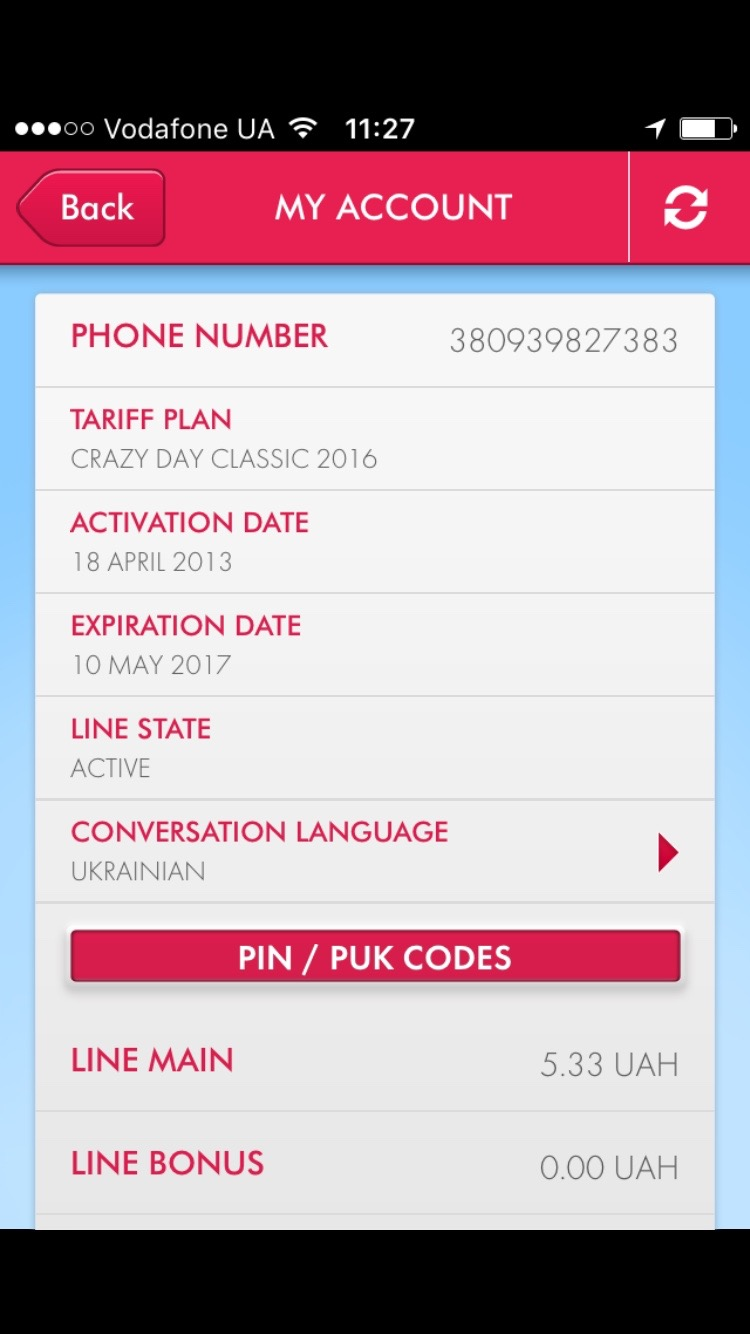 Vodafone UA 11:27
Back MY ACCOUNT
PHONE NUMBER 380939827383
TARIFF PLAN
CRAZY DAY CLASSIC 2016
ACTIVATION DATE
18 APRIL 2013
EXPIRATION DATE
10 MAY 2017
LINE STATE
ACTIVE
CONVERSATION LANGUAGE
UKRAINIAN
PIN / PUK CODES
LINE MAIN 5.33 UAH
LINE BONUS 0.00 UAH